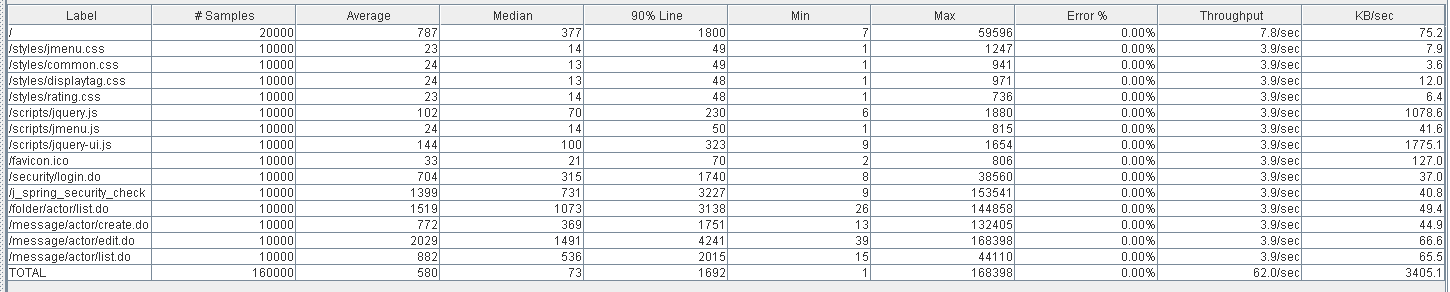 Label # Samples Average Median 90% Line Min Max Error % Throughput KB/sec
/ 20000 787 377 1800 7 59596 0.00% 7.8/sec 75.2
/styles/jmenu.css 10000 23 14 49 1 1247 0.00% 3.9/sec 7.9
/styles/common.css 10000 24 13 49 1 941 0.00% 3.9/sec 3.6
/styles/displaytag.css 10000 24 13 48 1 971 0.00% 3.9/sec 12.0
/styles/rating.css 10000 23 14 48 1 736 0.00% 3.9/sec 6.4
/scripts/jquery.js 10000 102 70 230 6 1880 0.00% 3.9/sec 1078.6
/scripts/jmenu.js 10000 24 14 50 1 815 0.00% 3.9/sec 41.6
/scripts/jquery-ui.js 10000 144 100 323 9 1654 0.00% 3.9/sec 1775.1
/favicon.ico 10000 33 21 70 2 806 0.00% 3.9/sec 127.0
/security/login.do 10000 704 315 1740 8 38560 0.00% 3.9/sec 37.0
/j_spring_security_check 10000 1399 731 3227 9 153541 0.00% 3.9/sec 40.8
/folder/actor/list.do 10000 1519 1073 3138 26 144858 0.00% 3.9/sec 49.4
/message/actor/create.do 10000 772 369 1751 13 132405 0.00% 3.9/sec 44.9
/message/actor/edit.do 10000 2029 1491 4241 39 168398 0.00% 3.9/sec 66.6
/message/actor/list.do 10000 882 536 2015 15 44110 0.00% 3.9/sec 65.5
TOTAL 160000 580 73 1692 1 168398 0.00% 62.0/sec 3405.1